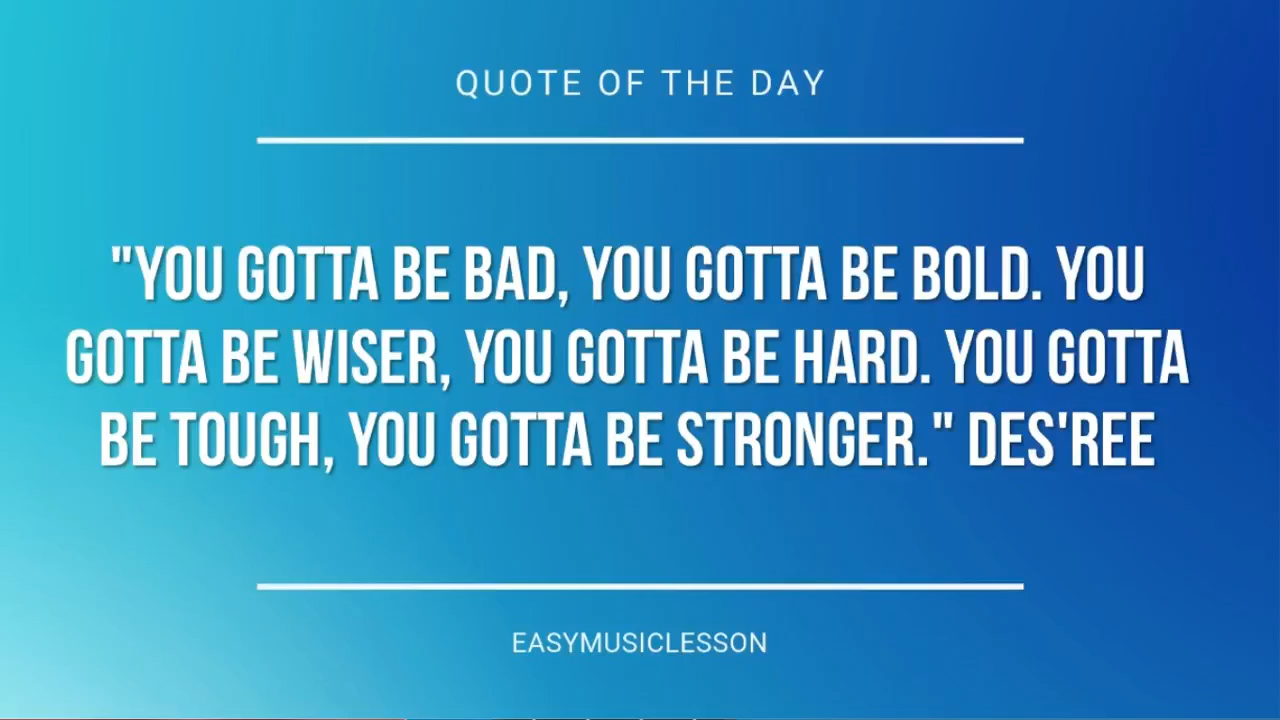 QUOTE OF THE DAY
"YOU GOTTA BE BAD, YOU GOTTA BE BOLD. YOU
GOTTA BE WISER, YOU GOTTA BE HARD. YOU GOTTA
BE TOUGH, YOU GOTTA BE STRONGER." DES'REE
EASYMUSICLESSON